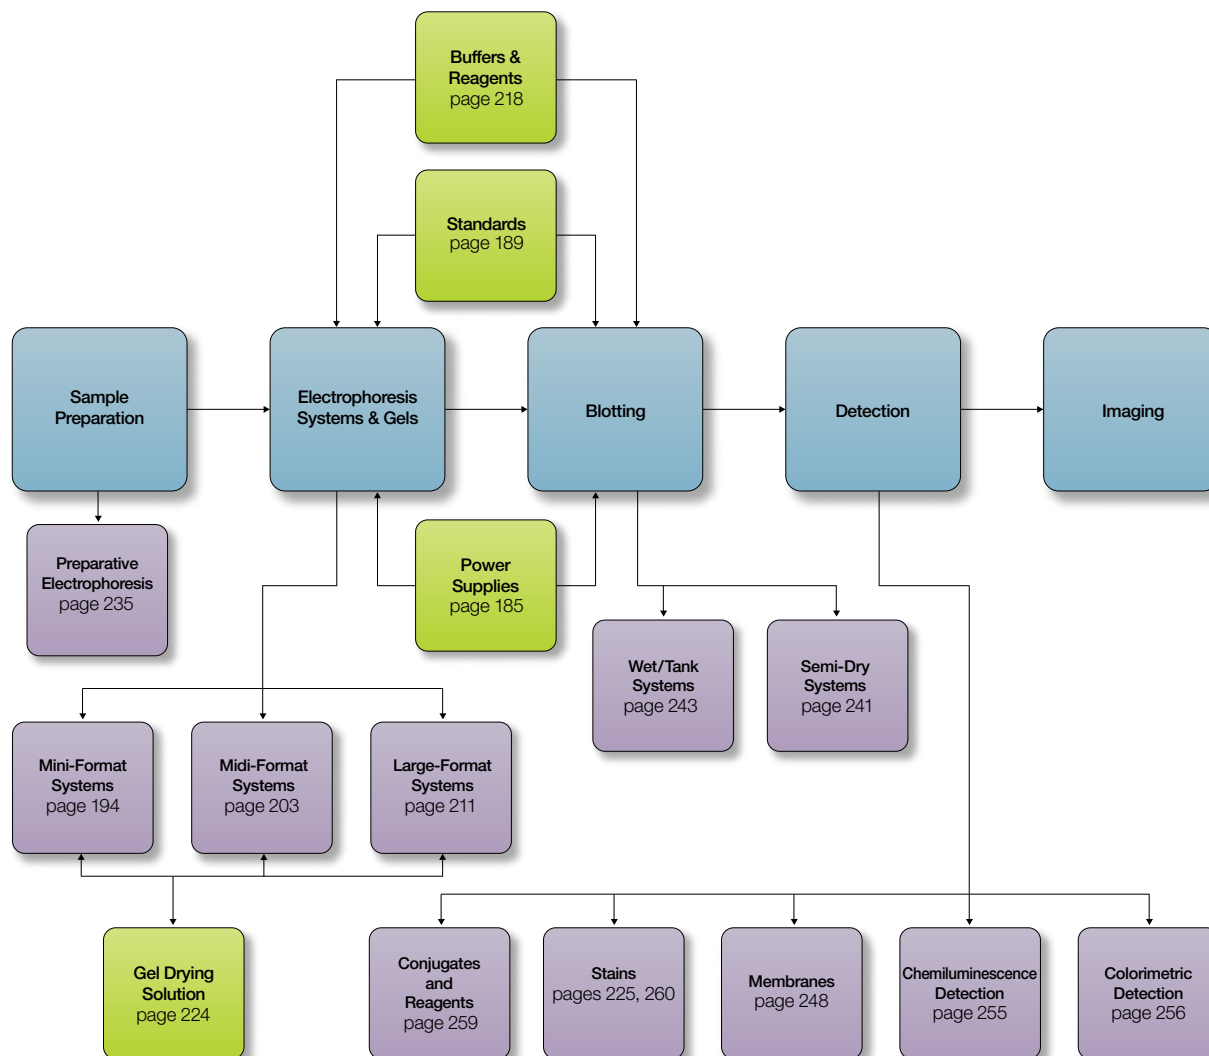 Buffers &
Reagents
page 218
Standards
page 189
Sample
Preparation
Electrophoresis
Systems & Gels
Blotting
Detection
Imaging
Preparative
Electrophoresis
page 235
Power
Supplies
page 185
Wet/Tank
Systems
page 243
Semi-Dry
Systems
page 241
Mini-Format
Systems
page 194
Midi-Format
Systems
page 203
Large-Format
Systems
page 211
Gel Drying
Solution
page 224
Conjugates
and
Reagents
page 259
Stains
pages 225, 260
Membranes
page 248
Chemiluminescence
Detection
page 255
Colorimetric
Detection
page 256